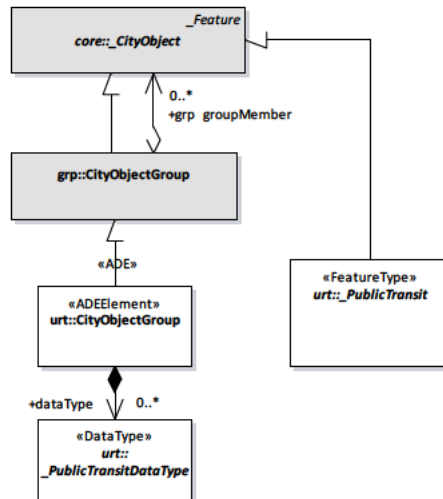 _Feature
core::_CityObject
0..*
+grp groupMember
grp::CityObjectGroup
«ADE»
«ADEElement»
urt::CityObjectGroup
«FeatureType»
urt::_PublicTransit
+dataType 0..*
«DataType»
urt::
_PublicTransitDataType